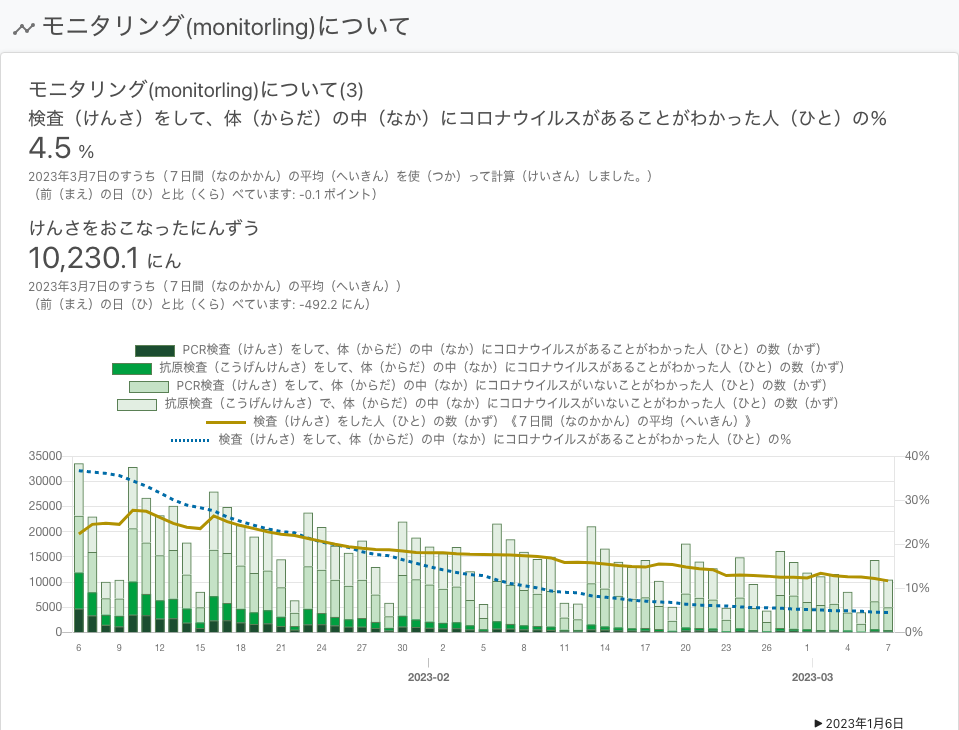 モニタリング(monitorling)について
モニタリング(monitorling)について(3)
検査（けんさ）をして、体（からだ）の中（なか）にコロナウイルスがあることがわかった人（ひと）の%
4.5 %
2023年3月7日のすうち（７日間（なのかかん）の平均（へいきん）を使（つか）って計算（けいさん）しました。）
（前（まえ）の日（ひ）と比（くら）べています: -0.1 ポイント）
けんさをおこなったにんずう
10,230.1 にん
2023年3月7日のすうち（７日間（なのかかん）の平均（へいきん））
（前（まえ）の日（ひ）と比（くら）べています: -492.2 にん）
PCR検査（けんさ）をして、体（からだ）の中（なか）にコロナウイルスがあることがわかった人（ひと）の数（かず）
抗原検査（こうげんけんさ）をして、体（からだ）の中（なか）にコロナウイルスがあることがわかった人（ひと）の数（かず）
PCR検査（けんさ）をして、体（からだ）の中（なか）にコロナウイルスがいないことがわかった人（ひと）の数（かず）
抗原検査（こうげんけんさ）で、体（からだ）の中（なか）にコロナウイルスがいないことがわかった人（ひと）の数（かず）
検査（けんさ）をした人（ひと）の数（かず）《７日間（なのかかん）の平均（へいきん）》
検査（けんさ）をして、体（からだ）の中（なか）にコロナウイルスがあることがわかった人（ひと）の%
35000 40%
30000
25000 30%
20000 20%
15000
10000 10%
5000
0 0%
6 9 12 15 18 21 24 27 30 2 5 8 11 14 17 20 23 26 1 4 7
2023-02 2023-03
▶ 2023年1月6日